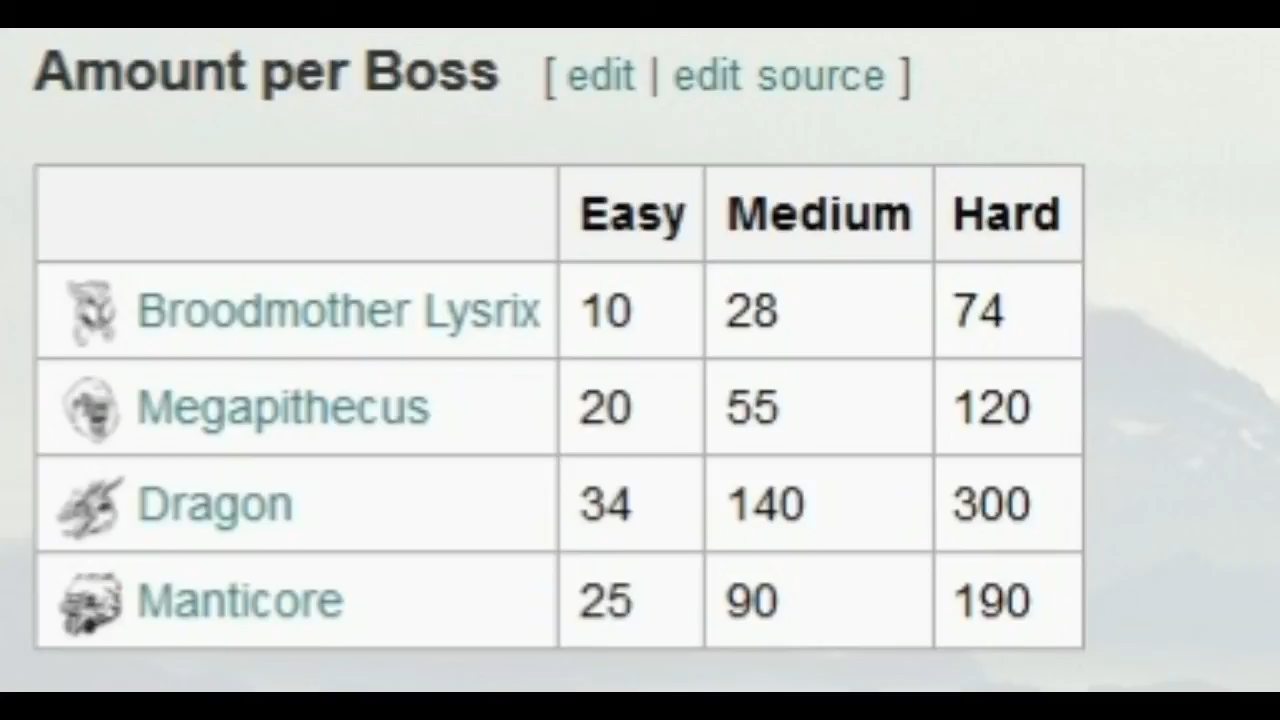 Amount per Boss [ edit | edit source ]
Easy Medium Hard
Broodmother Lysrix 10 28 74
Megapithecus 20 55 120
Dragon 34 140 300
Manticore 25 90 190